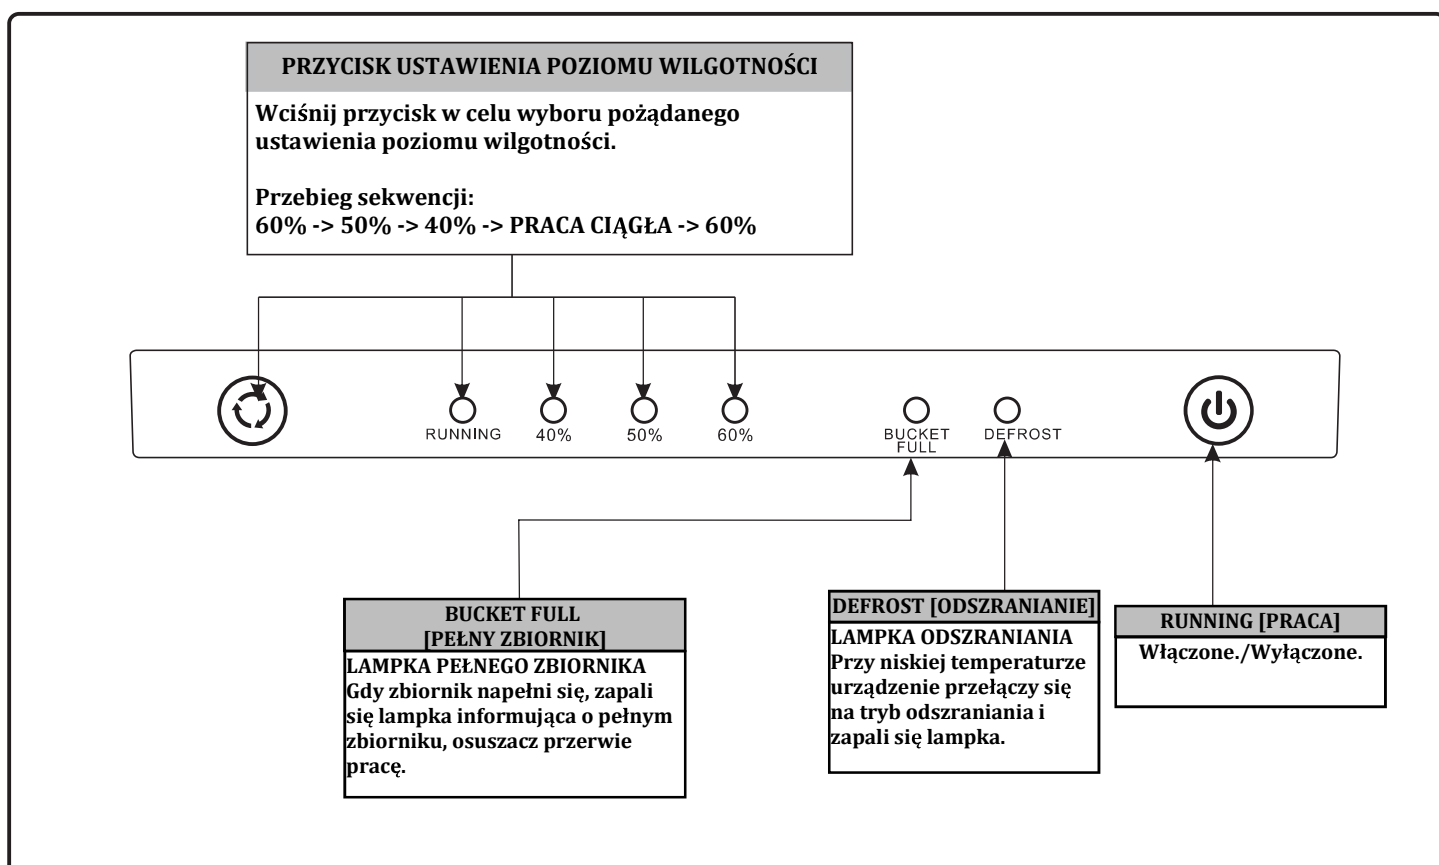 PRZYCISK USTAWIENIA POZIOMU WILGOTNOŚCI
Wciśnij przycisk w celu wyboru pożądanego
ustawienia poziomu wilgotności.
Przebieg sekwencji:
60% -> 50% -> 40% -> PRACA CIĄGŁA -> 60%
RUNNING
40%
50%
60%
BUCKET
FULL
DEFROST
BUCKET FULL
[PEŁNY ZBIORNIK]
LAMPKA PEŁNEGO ZBIORNIKA
Gdy zbiornik napełni się, zapali
się lampka informująca o pełnym
zbiorniku, osuszacz przerwie
pracę.
DEFROST [ODSZRANIANIE]
LAMPKA ODSZRANIANIA
Przy niskiej temperaturze
urządzenie przełączy się
na tryb odszraniania i
zapali się lampka.
RUNNING [PRACA]
Włączone./Wyłączone.